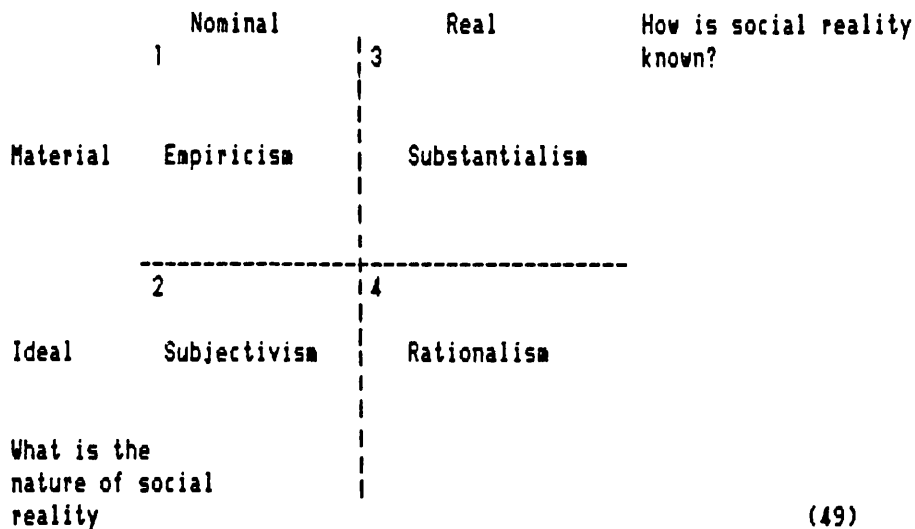 Nominal Real How is social reality
1 3 known?
Material Empiricism Substantialism
2 4
Ideal Subjectivism Rationalism
What is the
nature of social
reality (49)